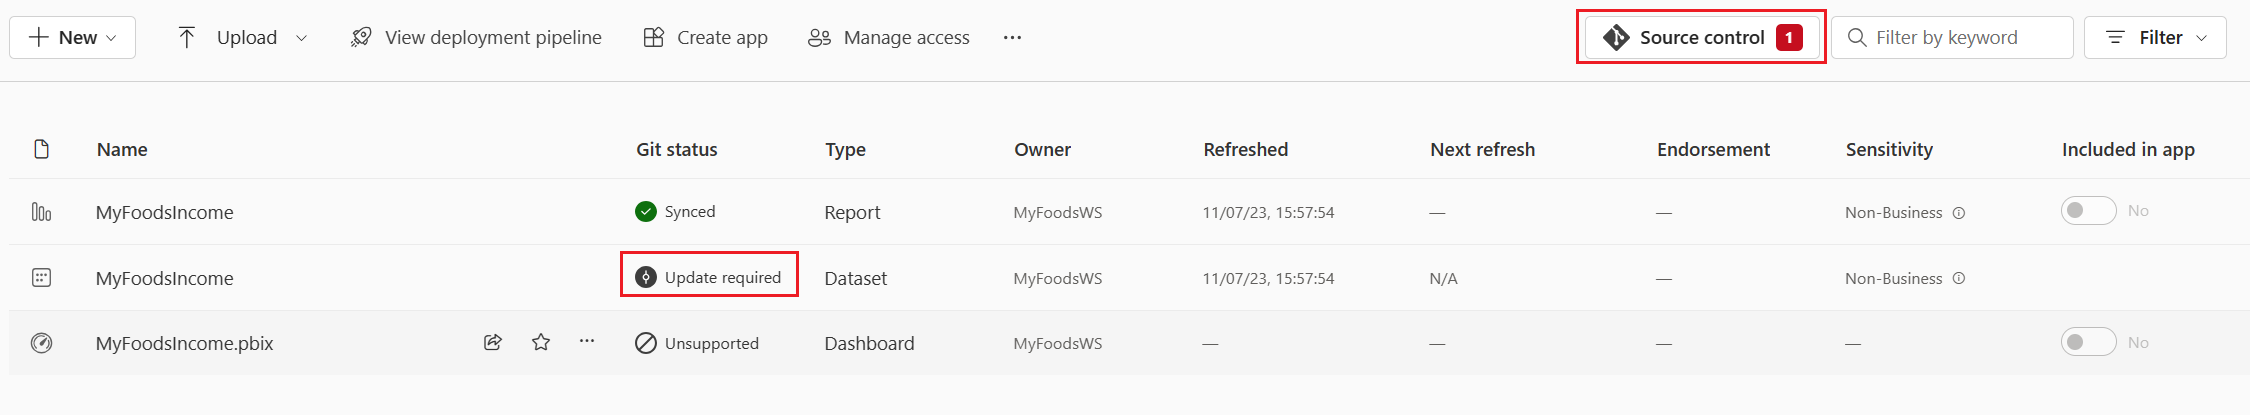 New Upload View deployment pipeline Create app Manage access ... Source control 1 Filter by keyword Filter
Name Git status Type Owner Refreshed Next refresh Endorsement Sensitivity Included in app
MyFoodsIncome Synced Report MyFoodsWS 11/07/23, 15:57:54 — — Non-Business No
MyFoodsIncome Update required Dataset MyFoodsWS 11/07/23, 15:57:54 N/A — Non-Business
MyFoodsIncome.pbix ... Unsupported Dashboard MyFoodsWS — — — — No